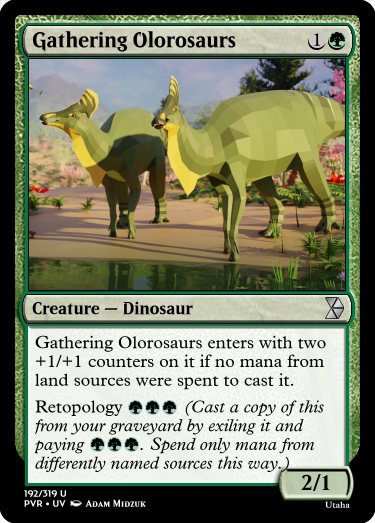 Gathering Olorosaurs 1
Creature — Dinosaur
Gathering Olorosaurs enters with two
+1/+1 counters on it if no mana from
land sources were spent to cast it.
Retopology (Cast a copy of this
from your graveyard by exiling it and
paying . Spend only mana from
differently named sources this way.)
2/1
192/319 U
PVR • UV Adam Midzuk
Utaha